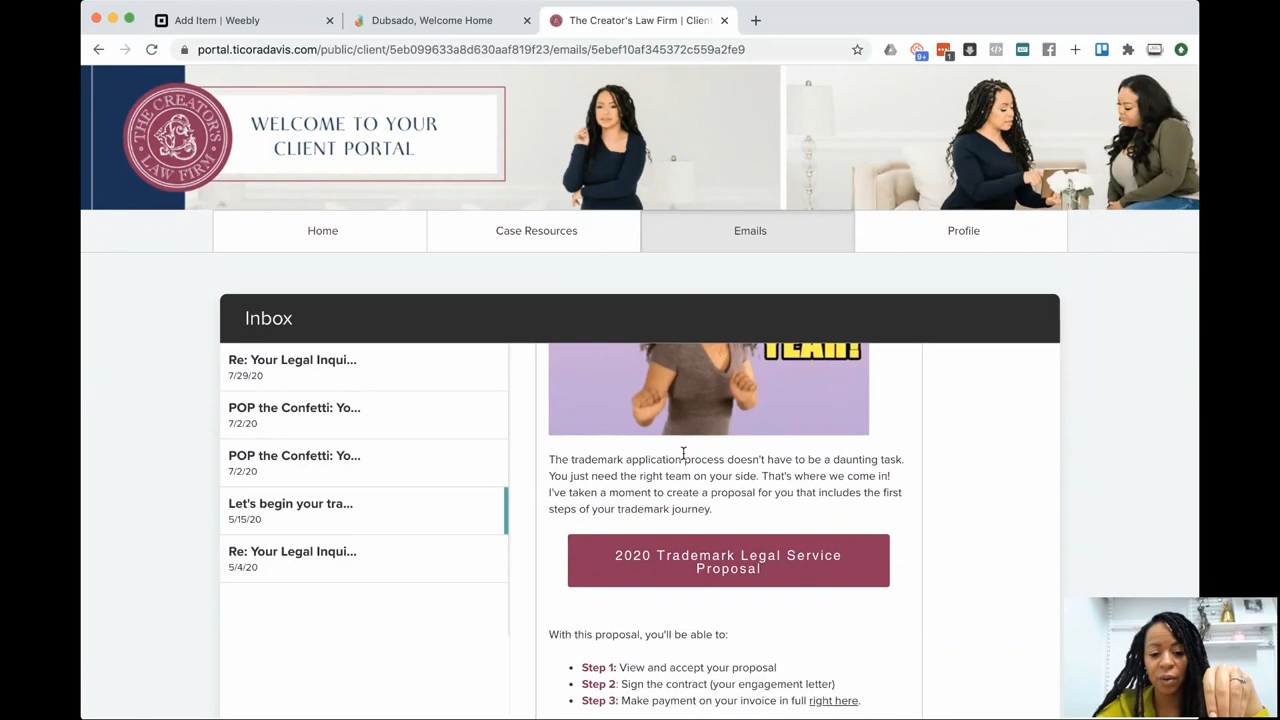 Add Item | Weebly
Dubsado, Welcome Home
The Creator's Law Firm | Client
portal.ticoradavis.com/public/client/5eb099633a8d630aaf819f23/emails/5ebef10af345372c559a2fe9
9+
1
THE CREATOR'S
LAW FIRM
WELCOME TO YOUR
CLIENT PORTAL
Home
Case Resources
Emails
Profile
Inbox
Re: Your Legal Inqui...
7/29/20
POP the Confetti: Yo...
7/2/20
POP the Confetti: Yo...
7/2/20
Let's begin your tra...
5/15/20
Re: Your Legal Inqui...
5/4/20
YEAH!
The trademark application process doesn't have to be a daunting task.
You just need the right team on your side. That's where we come in!
I've taken a moment to create a proposal for you that includes the first
steps of your trademark journey.
2020 Trademark Legal Service
Proposal
With this proposal, you'll be able to:
• Step 1: View and accept your proposal
• Step 2: Sign the contract (your engagement letter)
• Step 3: Make payment on your invoice in full right here.